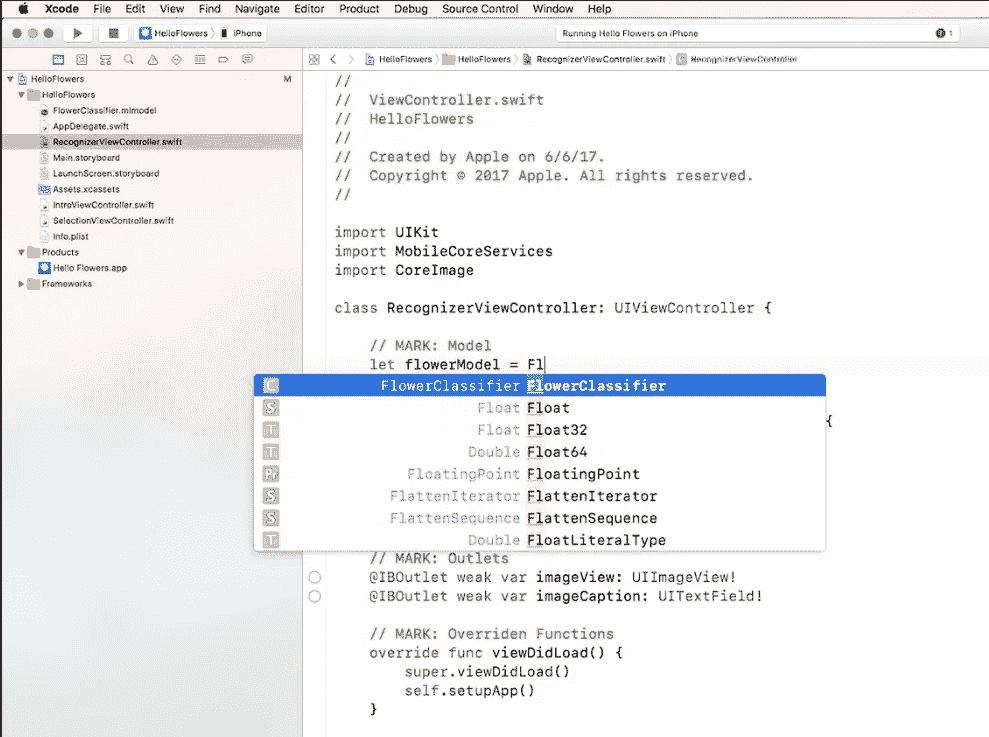 Xcode File Edit View Find Navigate Editor Product Debug Source Control Window Help
HelloFlowers iPhone Running Hello Flowers on iPhone 1
HelloFlowers HelloFlowers RecognizerViewController.swift RecognizerViewController
HelloFlowers M
HelloFlowers
FlowerClassifier.mlmodel
AppDelegate.swift
RecognizerViewController.swift
Main.storyboard
LaunchScreen.storyboard
Assets.xcassets
IntroViewController.swift
SelectionViewController.swift
Info.plist
Products
Hello Flowers.app
Frameworks
//
// ViewController.swift
// HelloFlowers
//
// Created by Apple on 6/6/17.
// Copyright © 2017 Apple. All rights reserved.
//
import UIKit
import MobileCoreServices
import CoreImage
class RecognizerViewController: UIViewController {
// MARK: Model
let flowerModel = Fl
C FlowerClassifier FlowerClassifier
S Float Float
T Float Float32
T Double Float64
Pr FloatingPoint FloatingPoint
S FlattenIterator FlattenIterator
S FlattenSequence FlattenSequence
T Double FloatLiteralType
{
// MARK: Outlets
@IBOutlet weak var imageView: UIImageView!
@IBOutlet weak var imageCaption: UITextField!
// MARK: Overriden Functions
override func viewDidLoad() {
super.viewDidLoad()
self.setupApp()
}